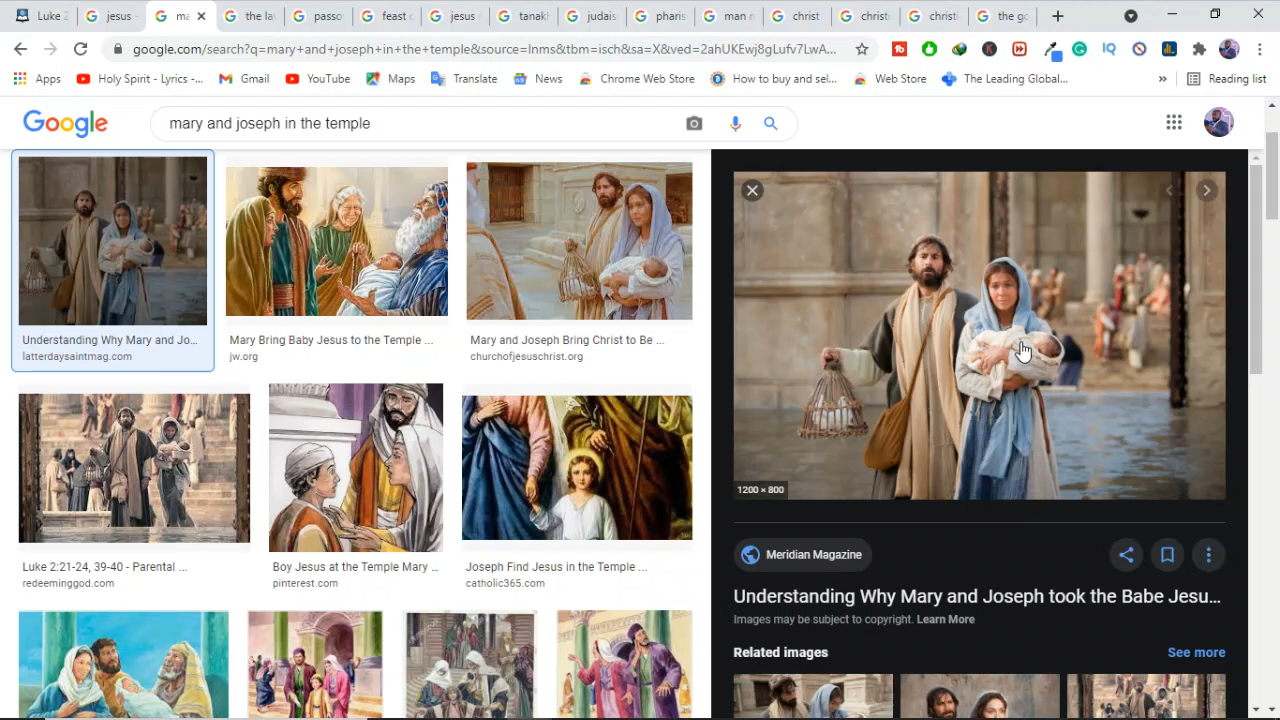 Luke 2
jesus
ma
the la
passo
feast o
jesus
tanak
judais
pharis
man n
christ
christ
christ
the go
google.com/search?q=mary+and+joseph+in+the+temple&source=lnms&tbm=isch&sa=X&ved=2ahUKEwj8gLufv7LwA...
Apps
Holy Spirit - Lyrics -...
Gmail
YouTube
Maps
Translate
News
Chrome Web Store
How to buy and sel...
Web Store
The Leading Global...
»
Reading list
Google
mary and joseph in the temple
Understanding Why Mary and Jo...
latterdaysaintmag.com
Mary Bring Baby Jesus to the Temple ...
jw.org
Mary and Joseph Bring Christ to Be ...
churchofjesuschrist.org
1200 × 800
Luke 2:21-24, 39-40 - Parental ...
redeeminggod.com
Boy Jesus at the Temple Mary ...
pinterest.com
Joseph Find Jesus in the Temple ...
catholic365.com
Meridian Magazine
Understanding Why Mary and Joseph took the Babe Jesu...
Images may be subject to copyright. Learn More
Related images
See more